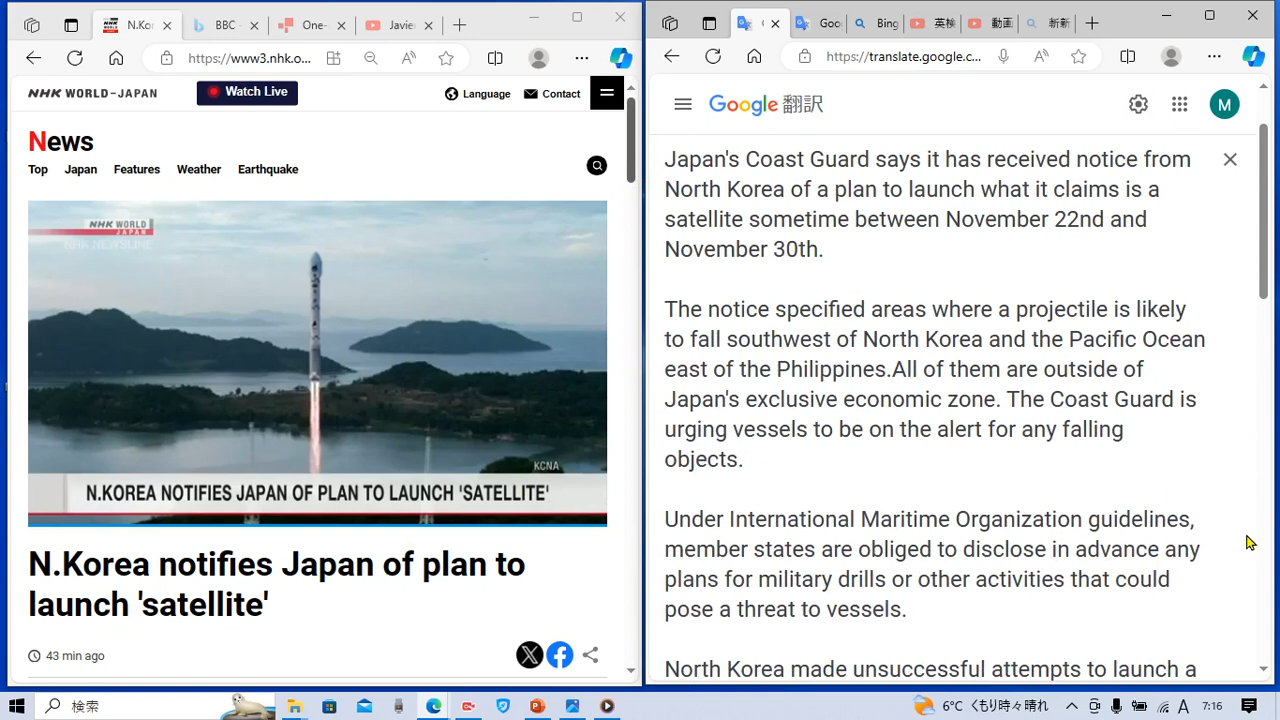 N.Ko
BBC -
One-
Javie
https://www3.nhk.o...
NHK WORLD-JAPAN
Watch Live
Language
Contact
News
Top
Japan
Features
Weather
Earthquake
NHK WORLD
JAPAN
NHK NEWSLINE
KCNA
N.KOREA NOTIFIES JAPAN OF PLAN TO LAUNCH 'SATELLITE'
N.Korea notifies Japan of plan to
launch 'satellite'
43 min ago
Goo
Bing
英検
動画
斬新
https://translate.google.c...
Google 翻訳
M
Japan's Coast Guard says it has received notice from
North Korea of a plan to launch what it claims is a
satellite sometime between November 22nd and
November 30th.
The notice specified areas where a projectile is likely
to fall southwest of North Korea and the Pacific Ocean
east of the Philippines.All of them are outside of
Japan's exclusive economic zone. The Coast Guard is
urging vessels to be on the alert for any falling
objects.
Under International Maritime Organization guidelines,
member states are obliged to disclose in advance any
plans for military drills or other activities that could
pose a threat to vessels.
North Korea made unsuccessful attempts to launch a
検索
6°C くもり時々晴れ
A
7:16